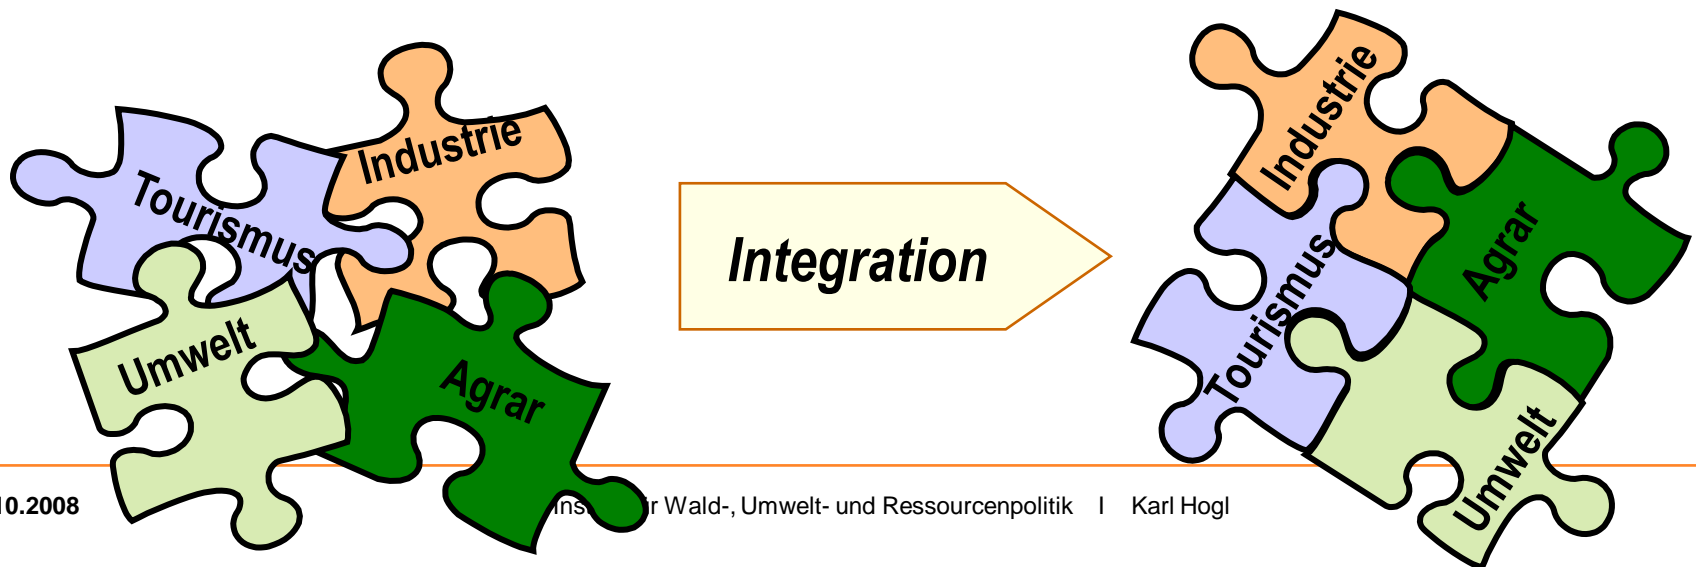 Industrie
Tourismus
Umwelt
Agrar
Integration
Industrie
Agrar
Tourismus
Umwelt
10.2008
Wald-, Umwelt- und Ressourcenpolitik I Karl Hogl